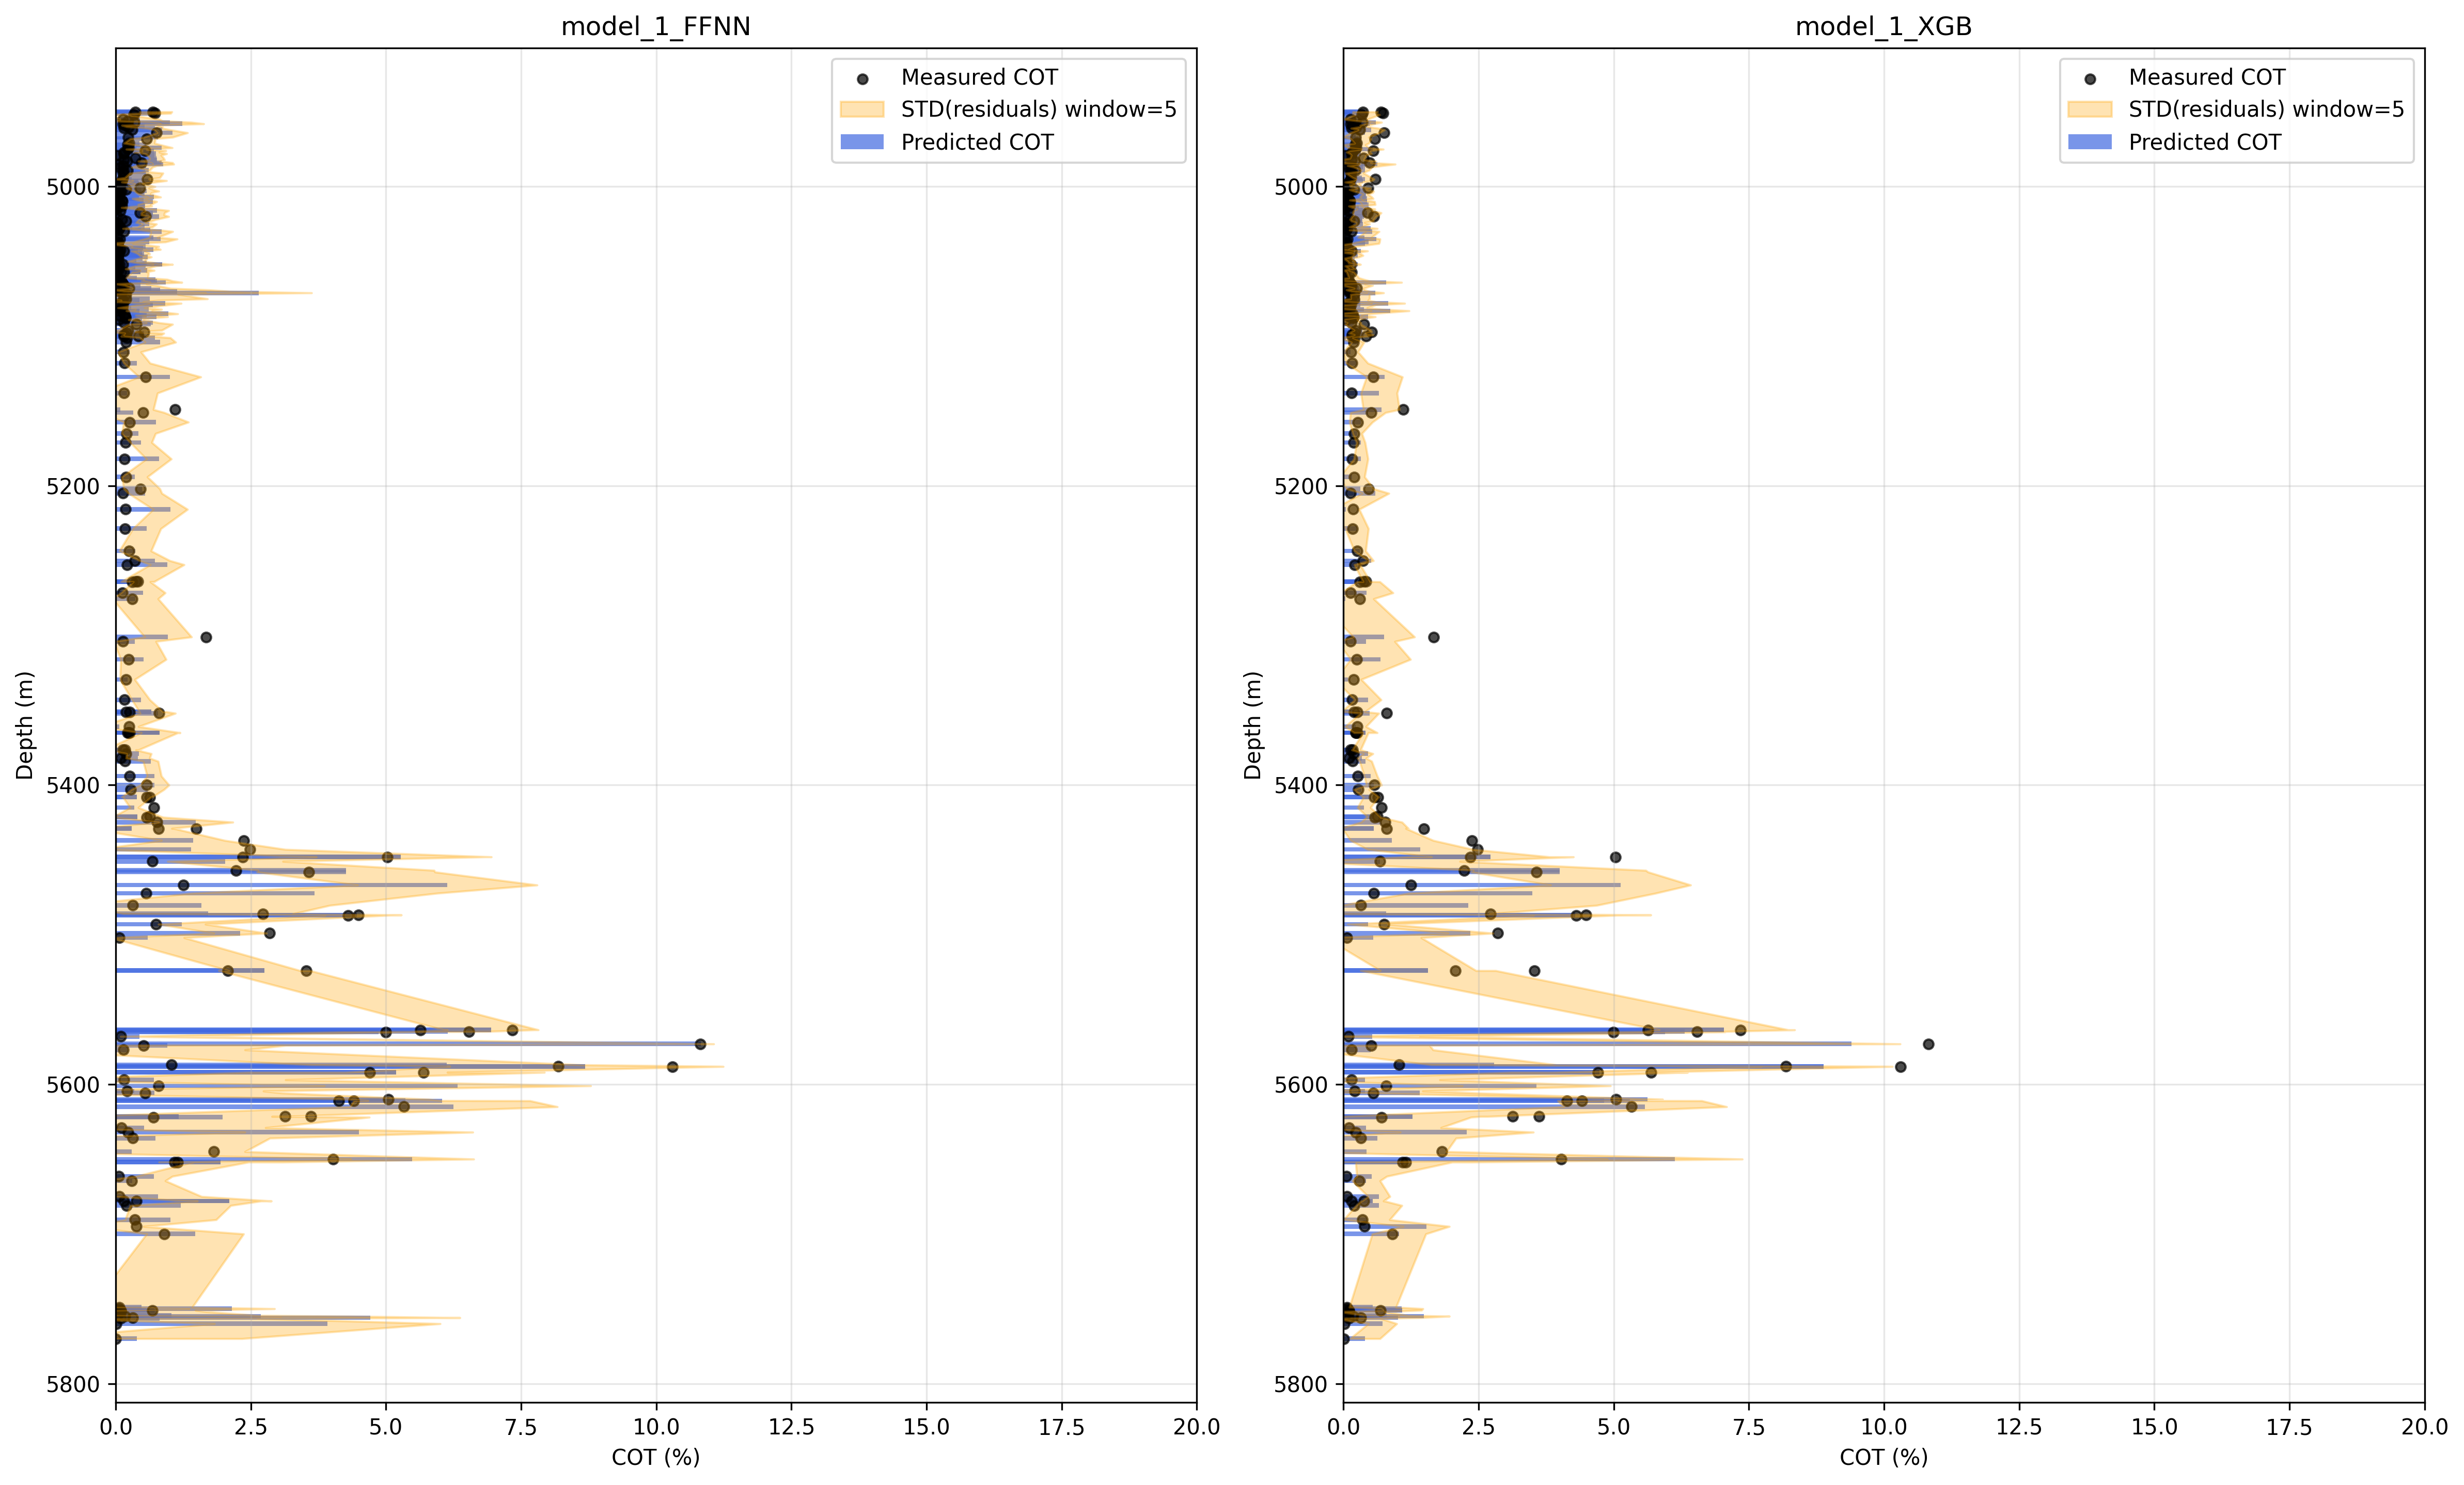 model_1_FFNN
Measured COT
STD(residuals) window=5
Predicted COT
5000
5200
5400
5600
5800
Depth (m)
0.0 2.5 5.0 7.5 10.0 12.5 15.0 17.5 20.0
COT (%)
model_1_XGB
Measured COT
STD(residuals) window=5
Predicted COT
5000
5200
5400
5600
5800
Depth (m)
0.0 2.5 5.0 7.5 10.0 12.5 15.0 17.5 20.0
COT (%)